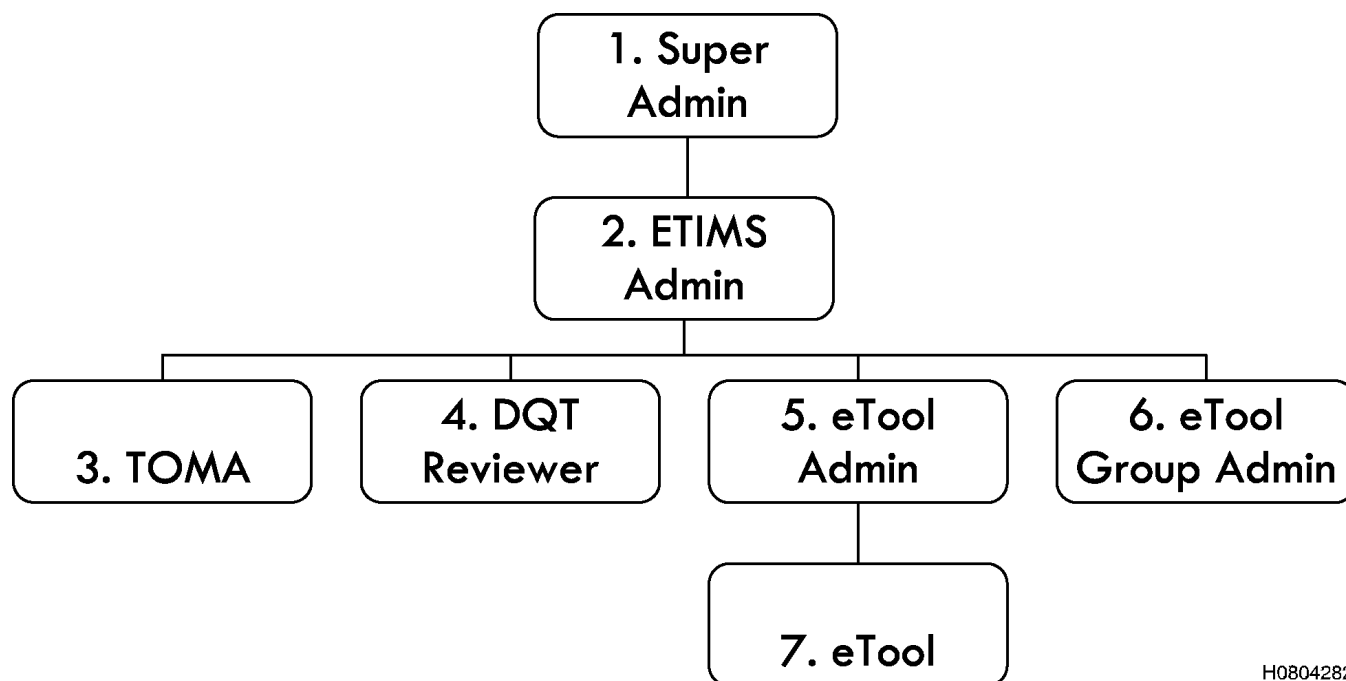 1. Super
Admin
2. ETIMS
Admin
3. TOMA
4. DQT
Reviewer
5. eTool
Admin
6. eTool
Group Admin
7. eTool
H0804282